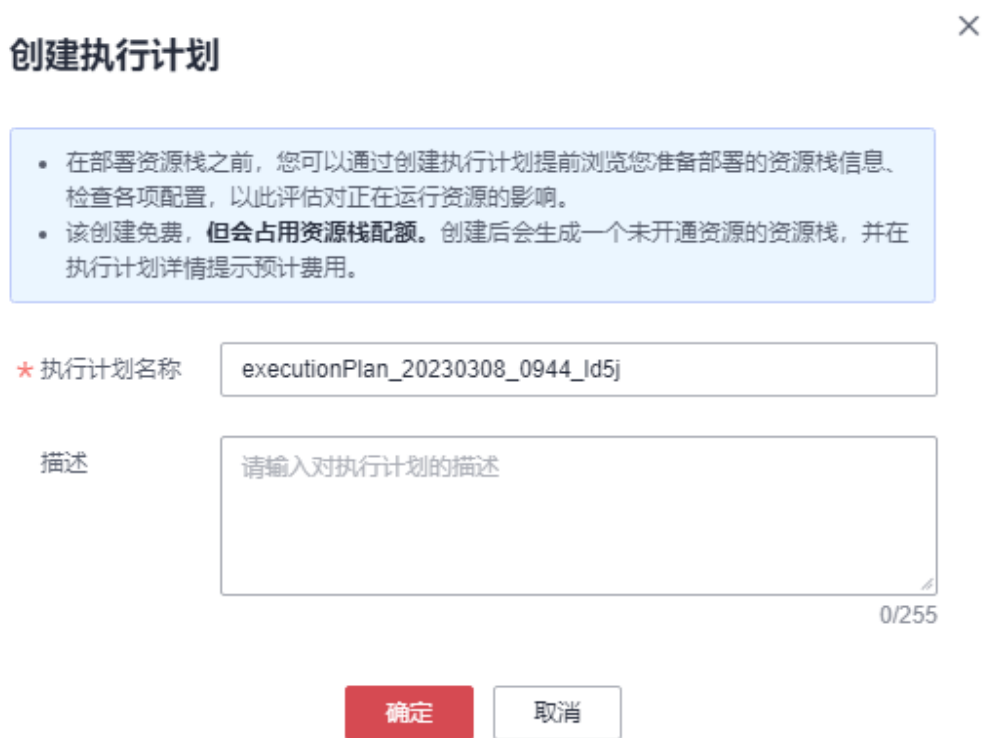 创建执行计划
在部署资源栈之前，您可以通过创建执行计划提前浏览您准备部署的资源栈信息、
检查各项配置，以此评估对正在运行资源的影响。
该创建免费，但会占用资源栈配额。创建后会生成一个未开通资源的资源栈，并在
执行计划详情提示预计费用。
* 执行计划名称 executionPlan_20230308_0944_ld5j
描述 请输入对执行计划的描述
0/255
确定 取消